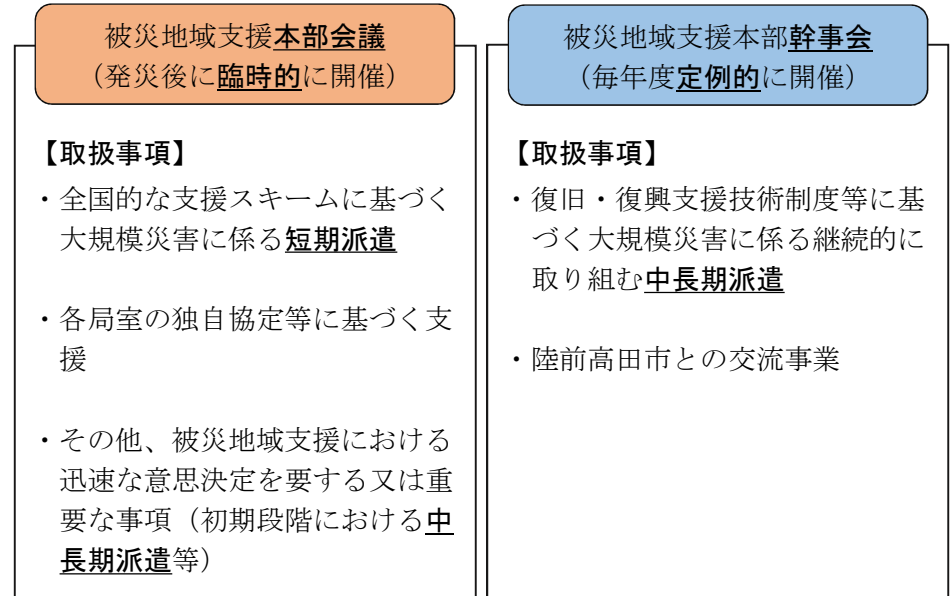 被災地域支援本部会議
(発災後に臨時的に開催)
【取扱事項】
・全国的な支援スキームに基づく
大規模災害に係る短期派遣
・各局室の独自協定等に基づく支
援
・その他、被災地域支援における
迅速な意思決定を要する又は重
要な事項(初期段階における中
長期派遣等)
被災地域支援本部幹事会
(毎年度定例的に開催)
【取扱事項】
・復旧・復興支援技術制度等に基
づく大規模災害に係る継続的に
取り組む中長期派遣
・陸前高田市との交流事業